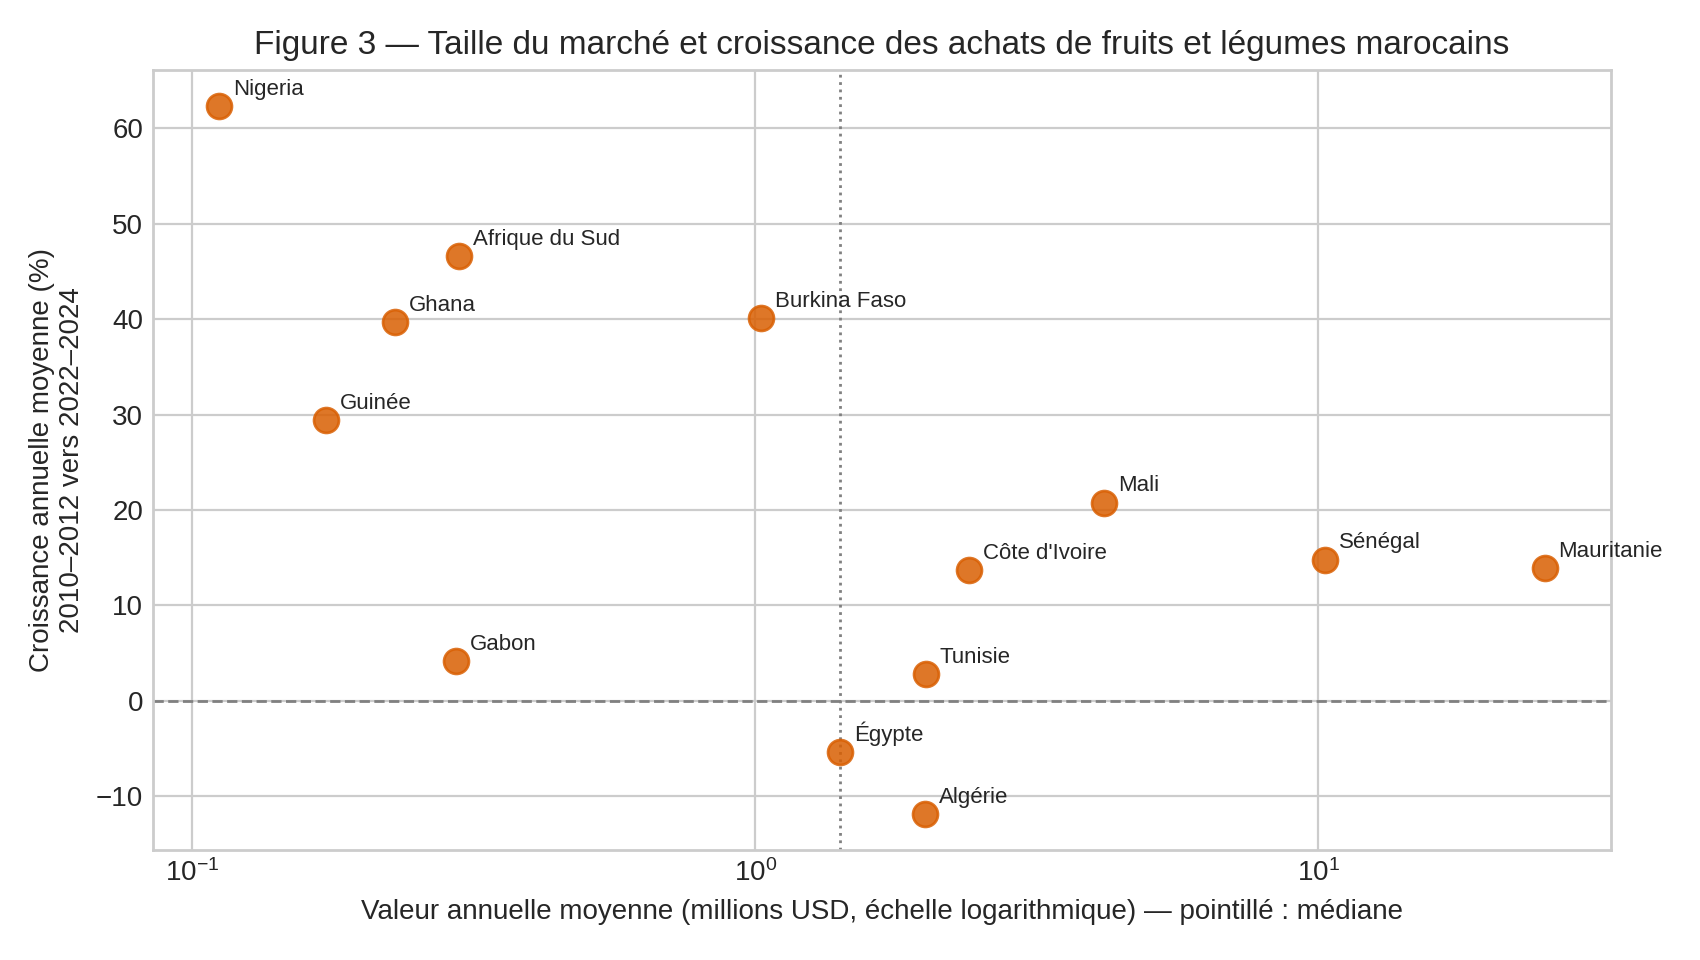 Figure 3 — Taille du marché et croissance des achats de fruits et légumes marocains
Croissance annuelle moyenne (%)
2010–2012 vers 2022–2024
60
50
40
30
20
10
0
−10
Nigeria
Afrique du Sud
Ghana
Burkina Faso
Guinée
Mali
Sénégal
Côte d'Ivoire
Mauritanie
Gabon
Tunisie
Égypte
Algérie
10⁻¹
10⁰
10¹
Valeur annuelle moyenne (millions USD, échelle logarithmique) — pointillé : médiane